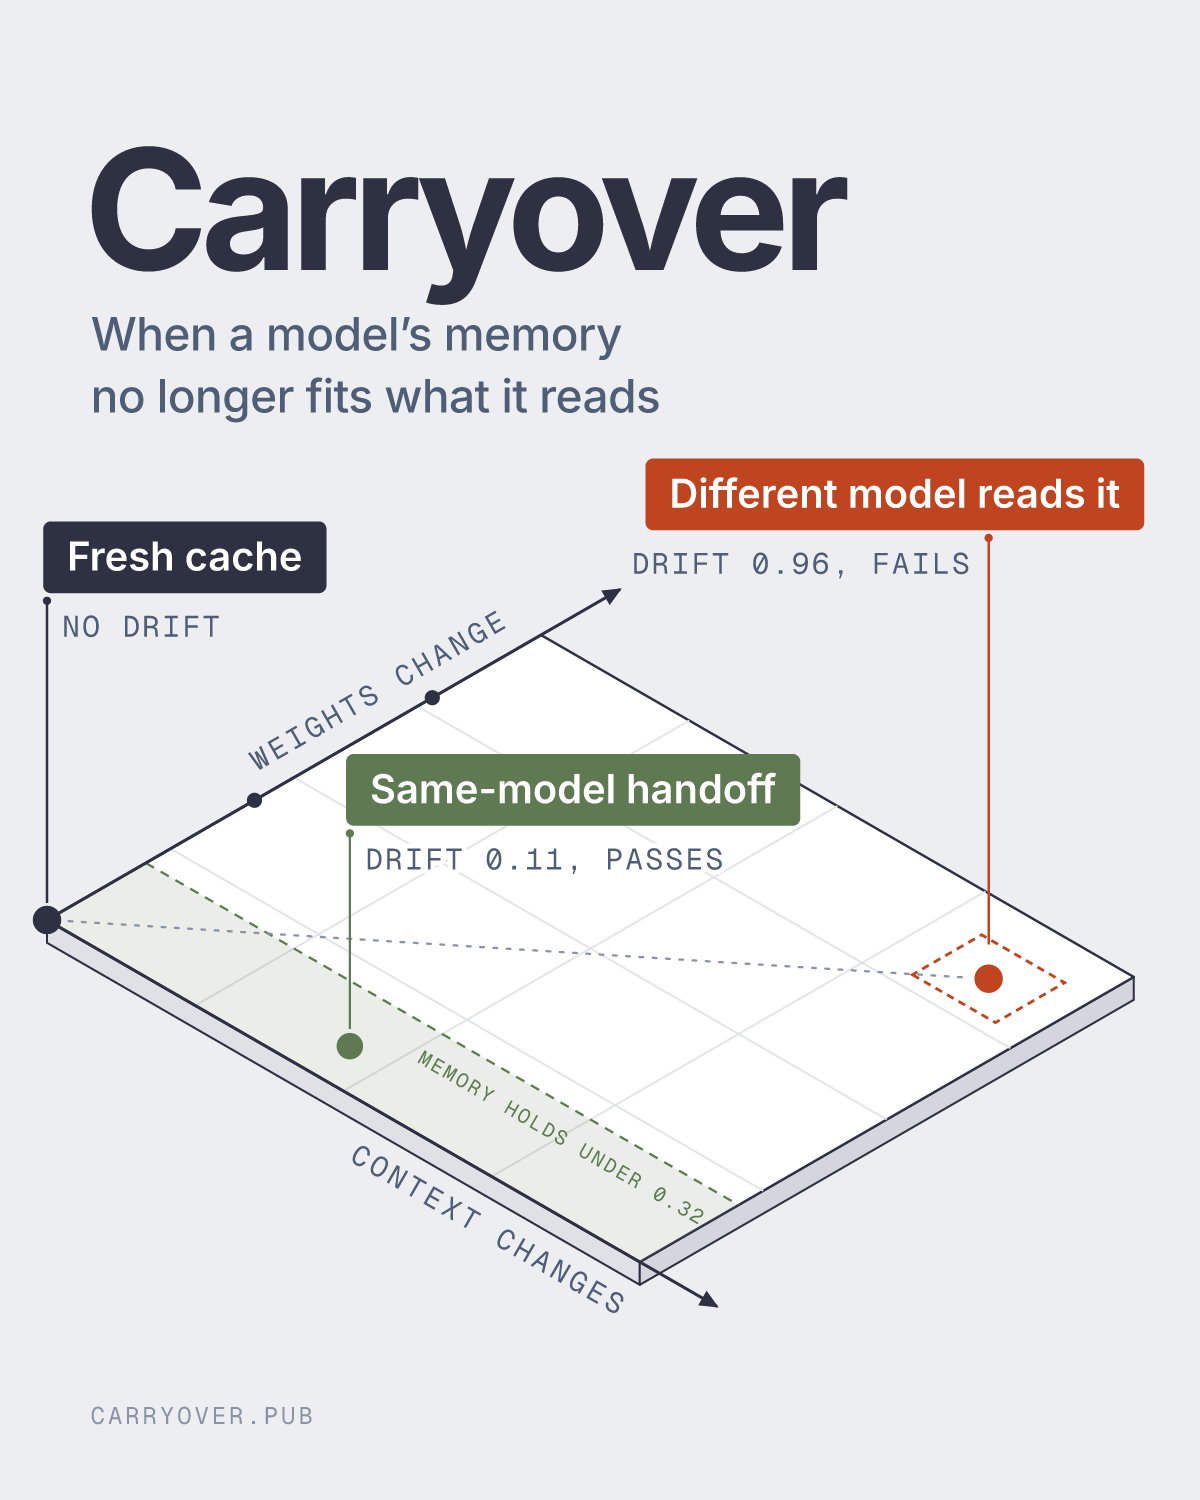 Carryover
When a model’s memory
no longer fits what it reads
Different model reads it
DRIFT 0.96, FAILS
Fresh cache
NO DRIFT
WEIGHTS CHANGE
Same-model handoff
DRIFT 0.11, PASSES
MEMORY HOLDS UNDER 0.32
CONTEXT CHANGES
CARRYOVER.PUB